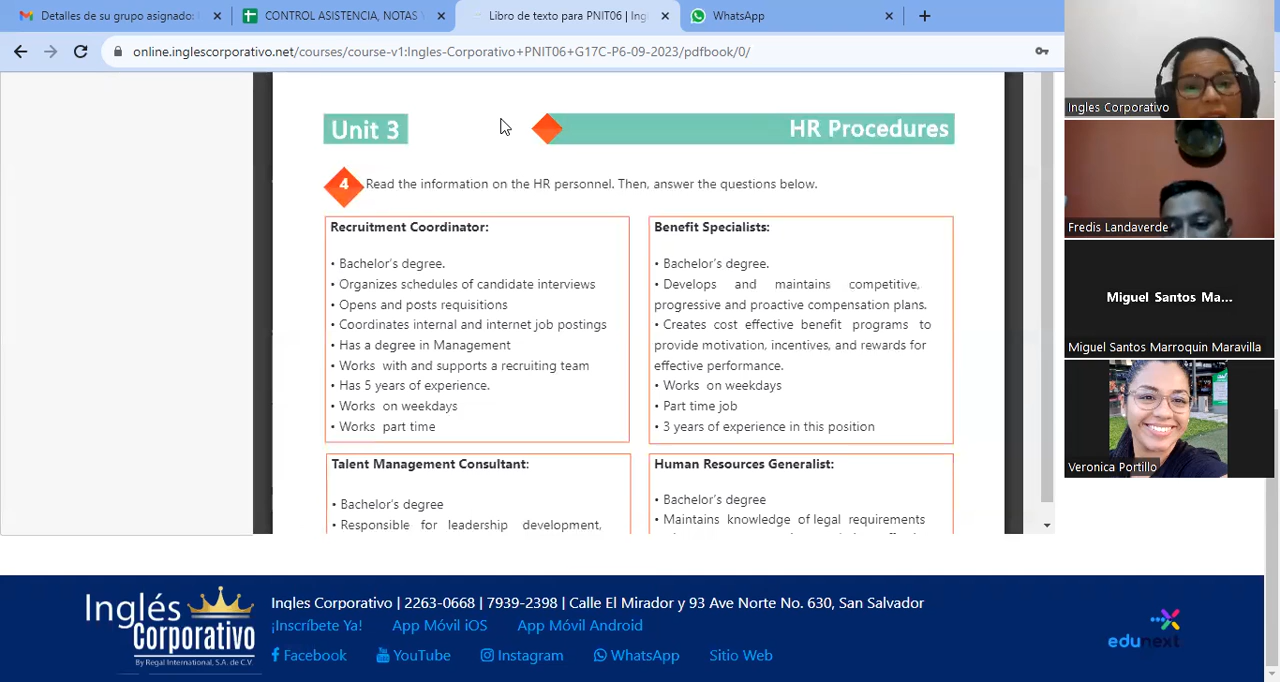 Detalles de su grupo asignado:
CONTROL ASISTENCIA, NOTAS
Libro de texto para PNIT06 | Ing
WhatsApp
online.inglescorporativo.net/courses/course-v1:Ingles-Corporativo+PNIT06+G17C-P6-09-2023/pdfbook/0/
Unit 3
HR Procedures
4 Read the information on the HR personnel. Then, answer the questions below.
Recruitment Coordinator:
• Bachelor's degree.
• Organizes schedules of candidate interviews
• Opens and posts requisitions
• Coordinates internal and internet job postings
• Has a degree in Management
• Works with and supports a recruiting team
• Has 5 years of experience.
• Works on weekdays
• Works part time
Benefit Specialists:
• Bachelor's degree.
• Develops and maintains competitive,
progressive and proactive compensation plans.
• Creates cost effective benefit programs to
provide motivation, incentives, and rewards for
effective performance.
• Works on weekdays
• Part time job
• 3 years of experience in this position
Talent Management Consultant:
• Bachelor's degree
• Responsible for leadership development,
Human Resources Generalist:
• Bachelor's degree
• Maintains knowledge of legal requirements
Ingles Corporativo
Fredis Landaverde
Miguel Santos Ma...
Miguel Santos Marroquin Maravilla
Veronica Portillo
Inglés
Corporativo
By Regal International, S.A. de C.V.
Ingles Corporativo | 2263-0668 | 7939-2398 | Calle El Mirador y 93 Ave Norte No. 630, San Salvador
¡Inscríbete Ya! App Móvil iOS App Móvil Android
Facebook YouTube Instagram WhatsApp Sitio Web
edunext